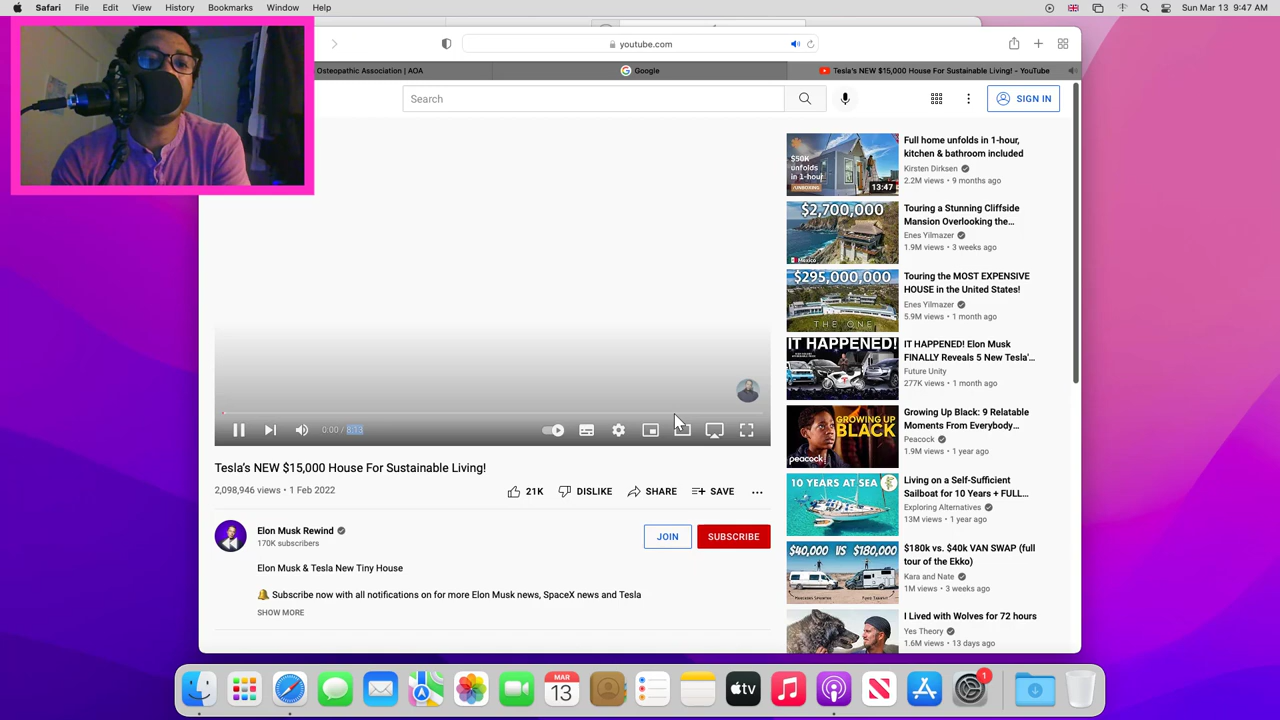 Safari File Edit View History Bookmarks Window Help Sun Mar 13 9:47 AM
youtube.com
Osteopathic Association | AOA Google Tesla's NEW $15,000 House For Sustainable Living! - YouTube
Search SIGN IN
$50K unfolds in 1-hour
UNBOXING
13:47
Full home unfolds in 1-hour,
kitchen & bathroom included
Kirsten Dirksen
2.2M views • 9 months ago
$2,700,000
Mexico
Touring a Stunning Cliffside
Mansion Overlooking the…
Enes Yilmazer
1.9M views • 3 weeks ago
$295,000,000
THE ONE
Touring the MOST EXPENSIVE
HOUSE in the United States!
Enes Yilmazer
5.9M views • 1 month ago
IT HAPPENED!
IT HAPPENED! Elon Musk
FINALLY Reveals 5 New Tesla'…
Future Unity
277K views • 1 month ago
GROWING UP
BLACK
peacock
Growing Up Black: 9 Relatable
Moments From Everybody…
Peacock
1.9M views • 1 year ago
10 YEARS AT SEA
Living on a Self-Sufficient
Sailboat for 10 Years + FULL…
Exploring Alternatives
13M views • 1 year ago
$40,000 VS $180,000
$180k vs. $40k VAN SWAP (full
tour of the Ekko)
Kara and Nate
1M views • 3 weeks ago
I Lived with Wolves for 72 hours
Yes Theory
1.6M views • 13 days ago
0:00 / 8:13
Tesla's NEW $15,000 House For Sustainable Living!
2,098,946 views • 1 Feb 2022
21K DISLIKE SHARE SAVE
Elon Musk Rewind
170K subscribers
JOIN SUBSCRIBE
Elon Musk & Tesla New Tiny House
🔔 Subscribe now with all notifications on for more Elon Musk news, SpaceX news and Tesla
SHOW MORE
MAR
13
tv
1